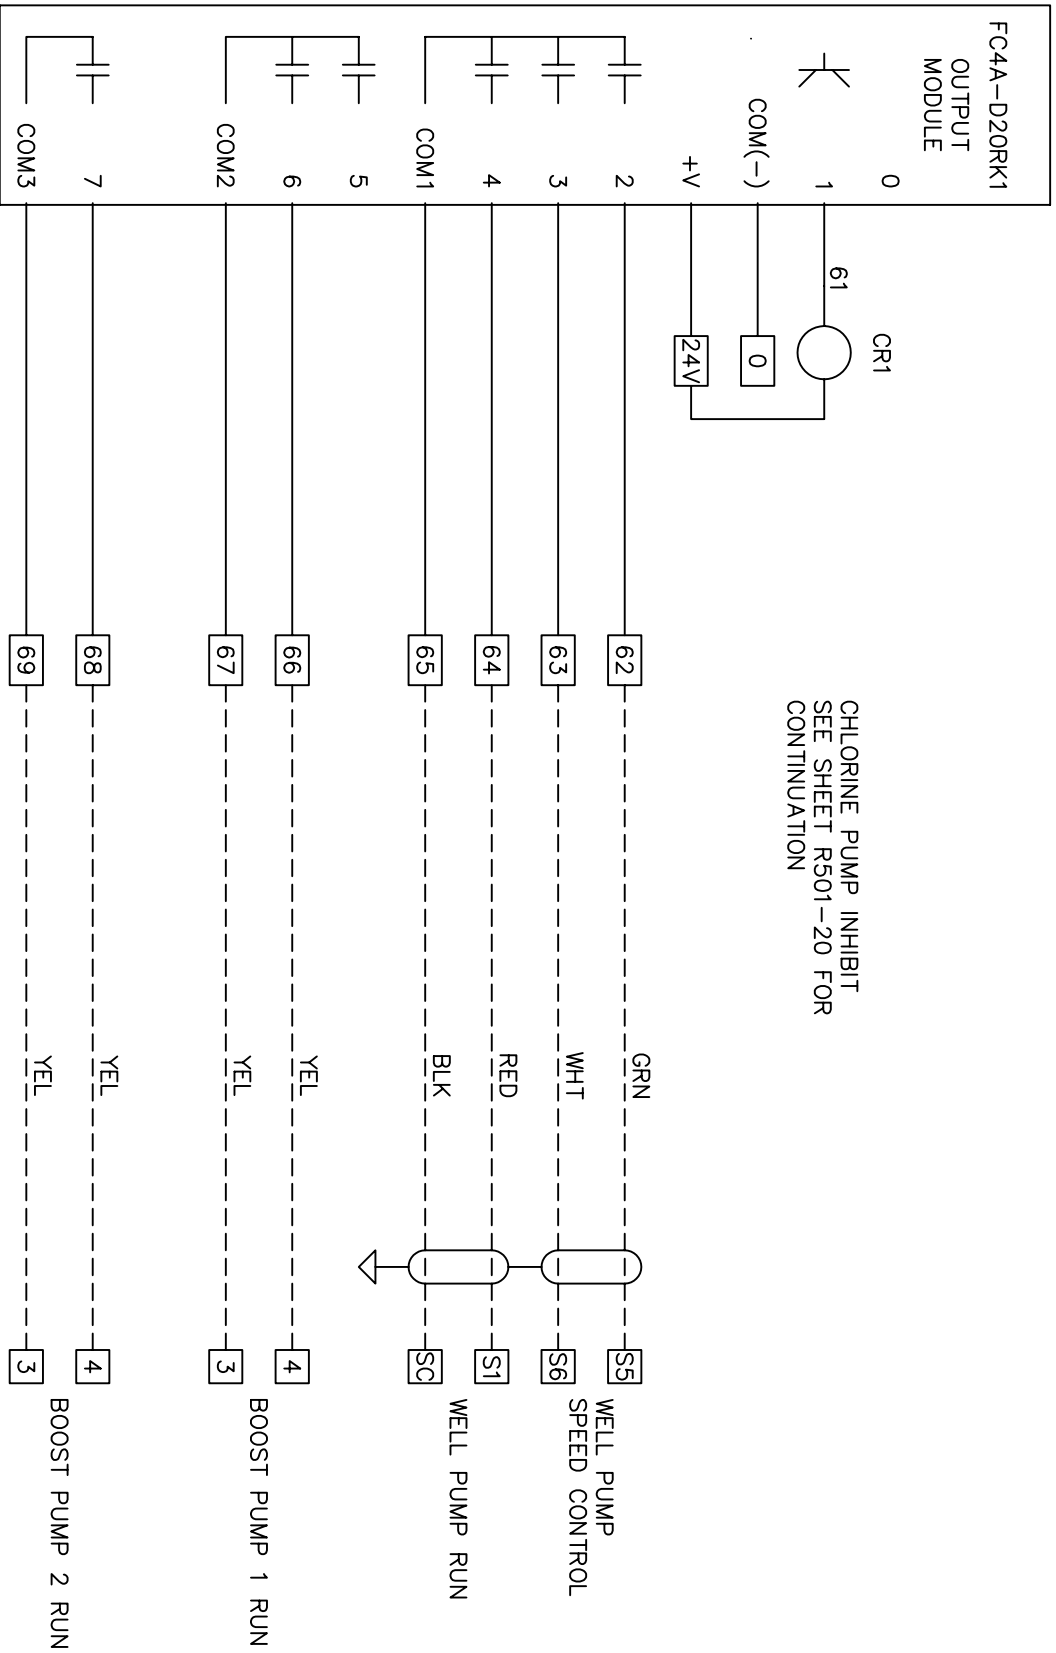 FC4A-D20RK1
OUTPUT
MODULE
0
1
61
CR1
CHLORINE PUMP INHIBIT
SEE SHEET R501-20 FOR
CONTINUATION
COM(-)
0
+V
24V
2
62
GRN
S5
WELL PUMP
SPEED CONTROL
3
63
WHT
S6
4
64
RED
S1
WELL PUMP RUN
COM1
65
BLK
SC
5
6
66
YEL
4
BOOST PUMP 1 RUN
COM2
67
YEL
3
7
68
YEL
4
BOOST PUMP 2 RUN
COM3
69
YEL
3